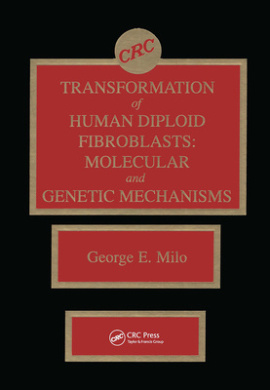 CRC
TRANSFORMATION
of
HUMAN DIPLOID
FIBROBLASTS:
MOLECULAR
and
GENETIC MECHANISMS
George E. Milo
CRC Press
Taylor & Francis Group